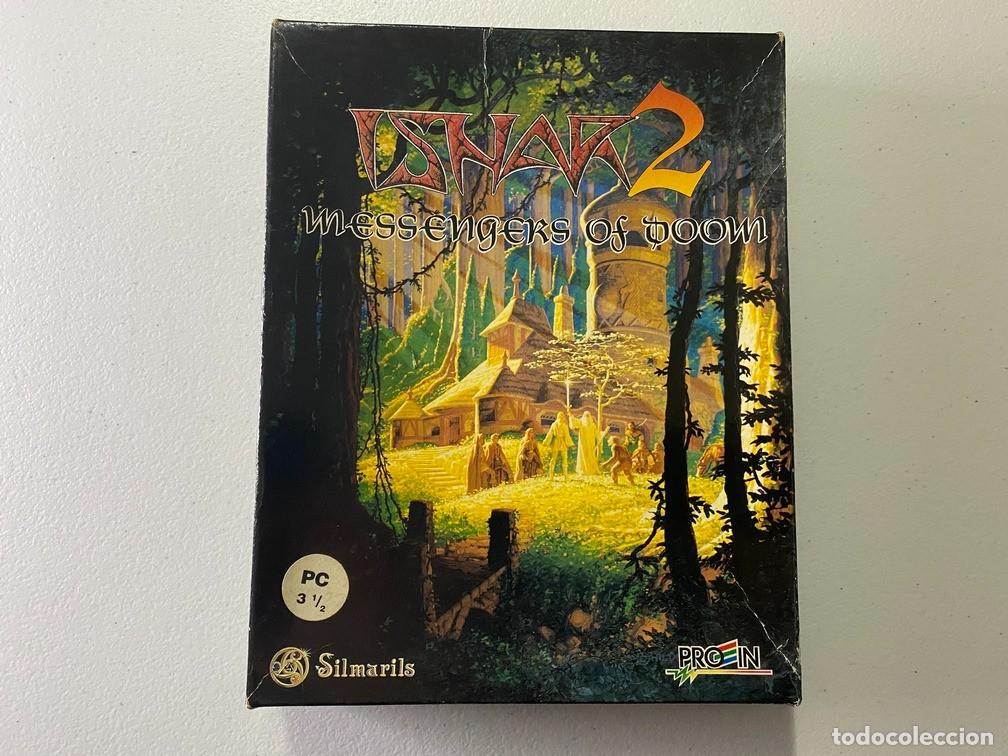 ISHAR 2
MESSENGERS OF DOOM
PC
3 1/2
Silmarils
PROEIN
todocoleccion